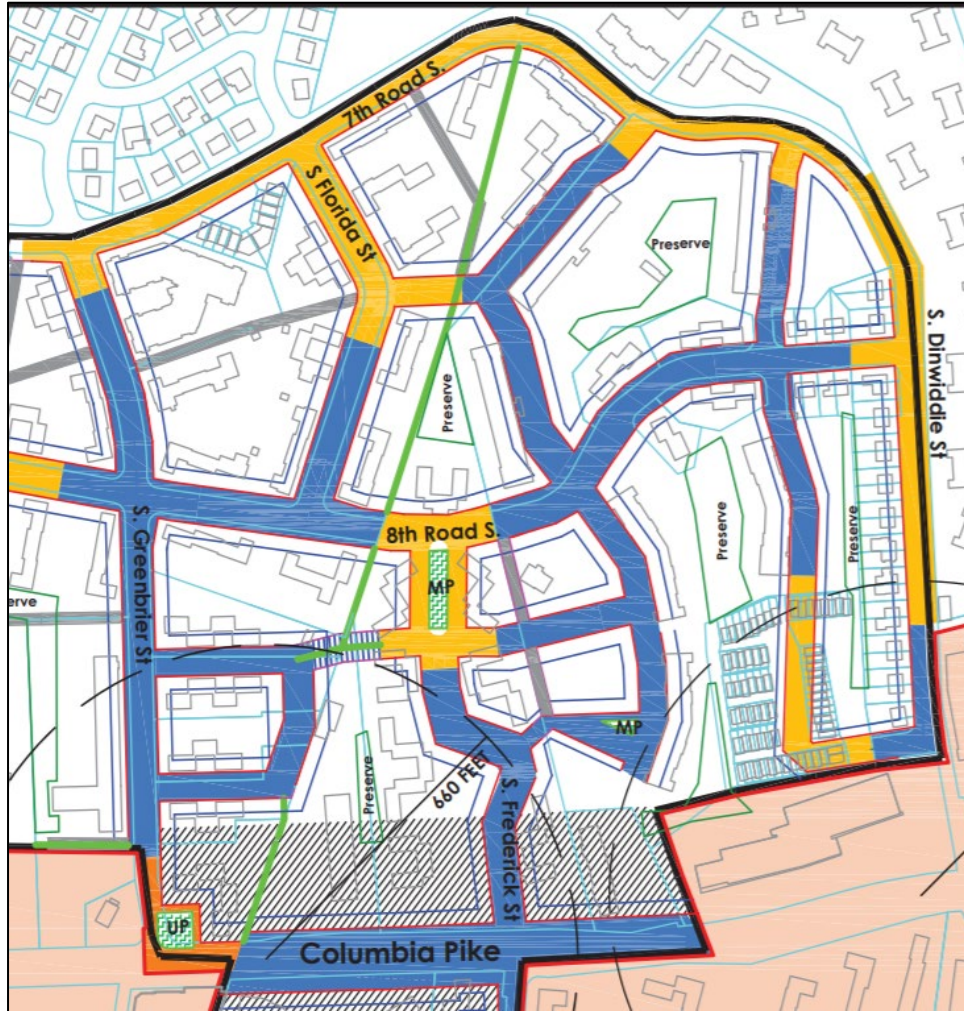 7th Road S.
S Florida St
Preserve
S. Dinwiddie St
Preserve
8th Road S.
S. Greenbrier St
MP
Preserve
Preserve
erve
MP
Preserve
660 FEET
S. Frederick St
UP
Columbia Pike